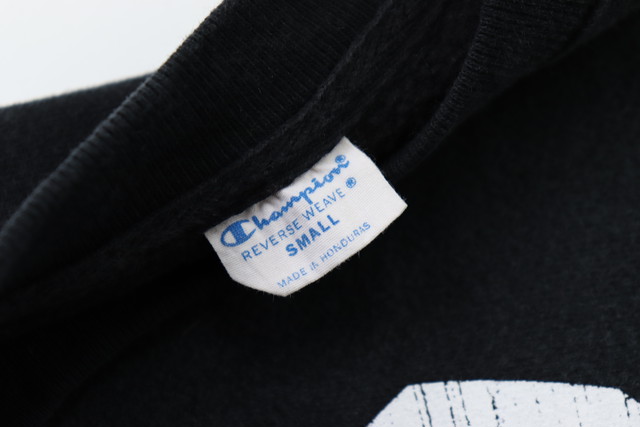 Champion®
REVERSE WEAVE®
SMALL
MADE in HONDURAS